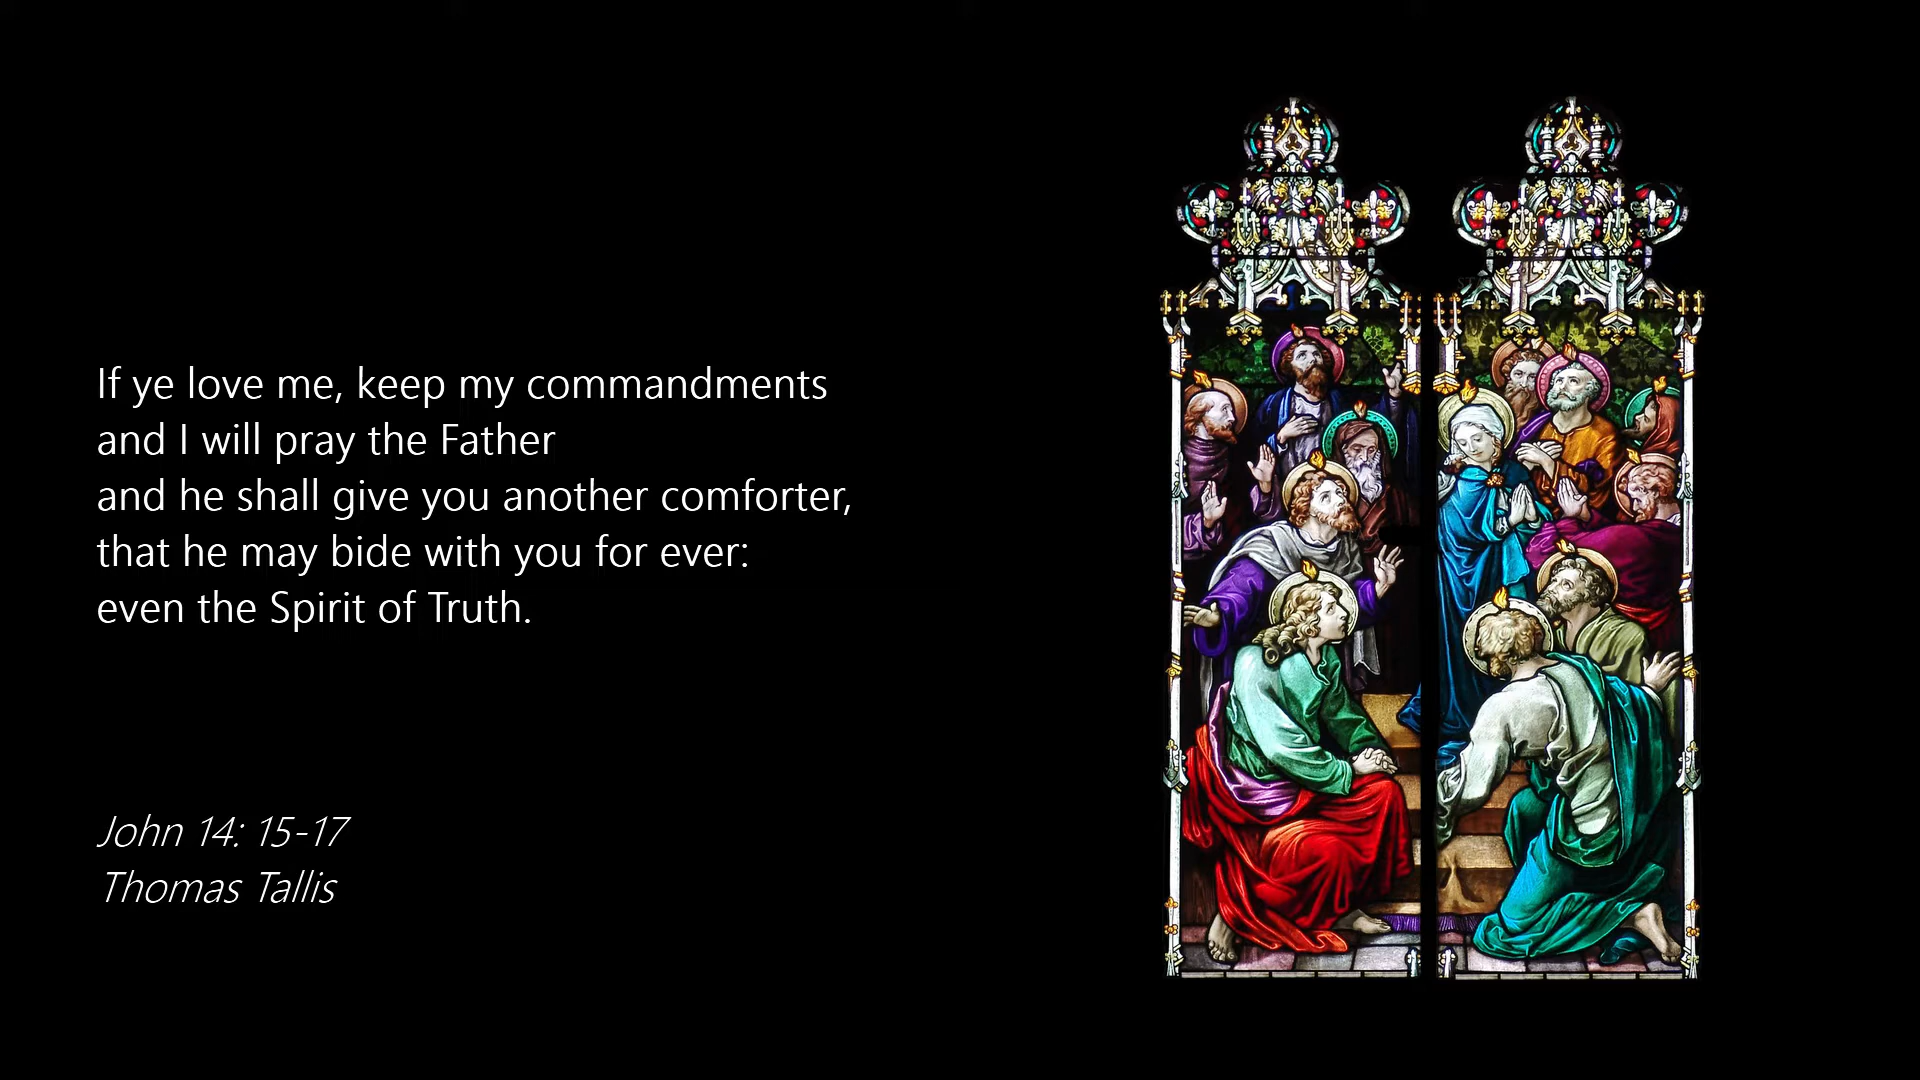 If ye love me, keep my commandments
and I will pray the Father
and he shall give you another comforter,
that he may bide with you for ever:
even the Spirit of Truth.
John 14: 15-17
Thomas Tallis